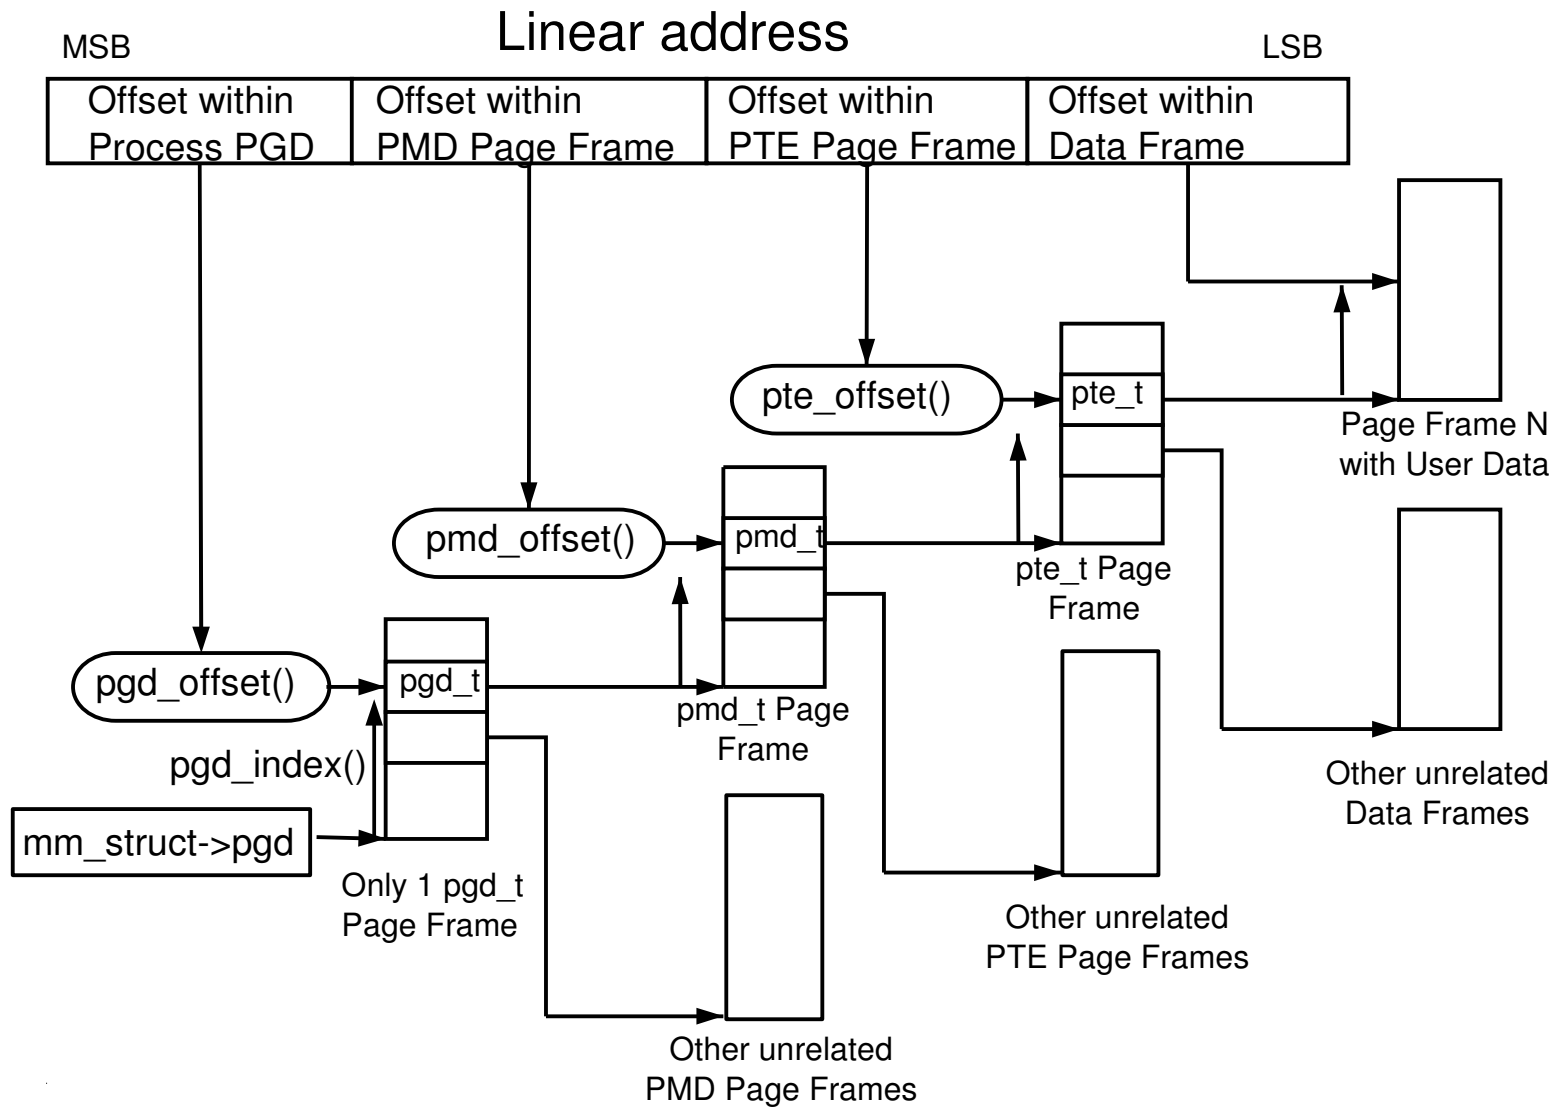 Linear address
MSB
LSB
Offset within
Process PGD
Offset within
PMD Page Frame
Offset within
PTE Page Frame
Offset within
Data Frame
pte_offset()
pte_t
Page Frame N
with User Data
pmd_offset()
pmd_t
pte_t Page
Frame
pgd_offset()
pgd_t
pmd_t Page
Frame
pgd_index()
mm_struct->pgd
Only 1 pgd_t
Page Frame
Other unrelated
Data Frames
Other unrelated
PTE Page Frames
Other unrelated
PMD Page Frames